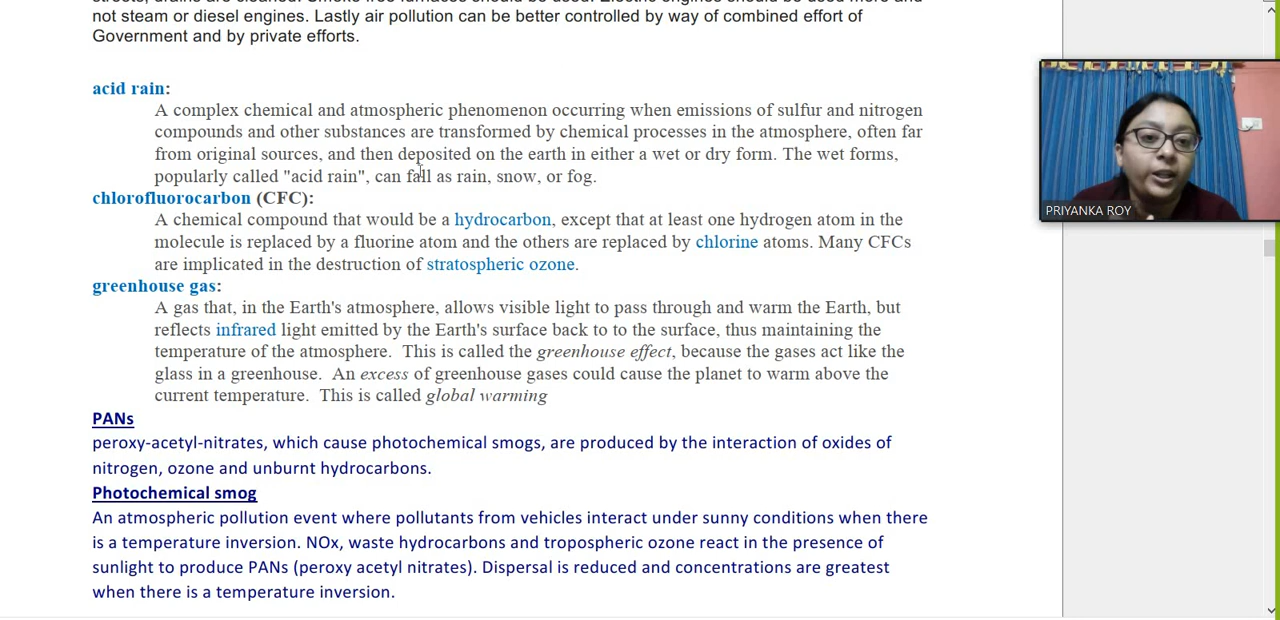 streets, drains are cleaned. Smoke free furnaces should be used. Electric engines should be used more and
not steam or diesel engines. Lastly air pollution can be better controlled by way of combined effort of
Government and by private efforts.
acid rain:
A complex chemical and atmospheric phenomenon occurring when emissions of sulfur and nitrogen
compounds and other substances are transformed by chemical processes in the atmosphere, often far
from original sources, and then deposited on the earth in either a wet or dry form. The wet forms,
popularly called "acid rain", can fall as rain, snow, or fog.
chlorofluorocarbon (CFC):
A chemical compound that would be a hydrocarbon, except that at least one hydrogen atom in the
molecule is replaced by a fluorine atom and the others are replaced by chlorine atoms. Many CFCs
are implicated in the destruction of stratospheric ozone.
greenhouse gas:
A gas that, in the Earth's atmosphere, allows visible light to pass through and warm the Earth, but
reflects infrared light emitted by the Earth's surface back to to the surface, thus maintaining the
temperature of the atmosphere. This is called the greenhouse effect, because the gases act like the
glass in a greenhouse. An excess of greenhouse gases could cause the planet to warm above the
current temperature. This is called global warming
PANs
peroxy-acetyl-nitrates, which cause photochemical smogs, are produced by the interaction of oxides of
nitrogen, ozone and unburnt hydrocarbons.
Photochemical smog
An atmospheric pollution event where pollutants from vehicles interact under sunny conditions when there
is a temperature inversion. NOx, waste hydrocarbons and tropospheric ozone react in the presence of
sunlight to produce PANs (peroxy acetyl nitrates). Dispersal is reduced and concentrations are greatest
when there is a temperature inversion.
PRIYANKA ROY